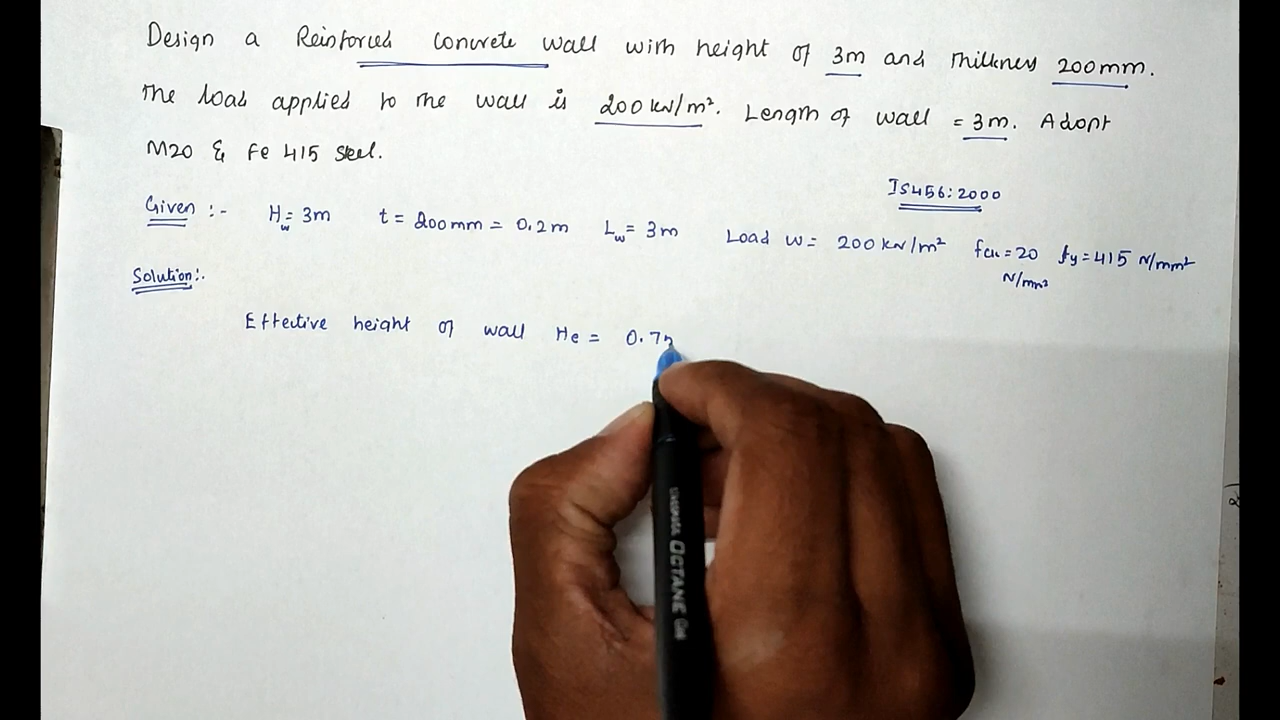 Design a Reinforced Concrete wall with height of 3m and Thickness 200mm.
The load applied to the wall is 200 kN/m². Length of wall = 3m. Adopt
M20 & Fe 415 Steel.
IS456:2000
Given :- Hw = 3m t = 200mm = 0.2m Lw = 3m Load w = 200 kN/m² fck = 20 fy = 415 N/mm²
N/mm²
Solution:-
Effective height of wall He = 0.75
OCTANE Gel